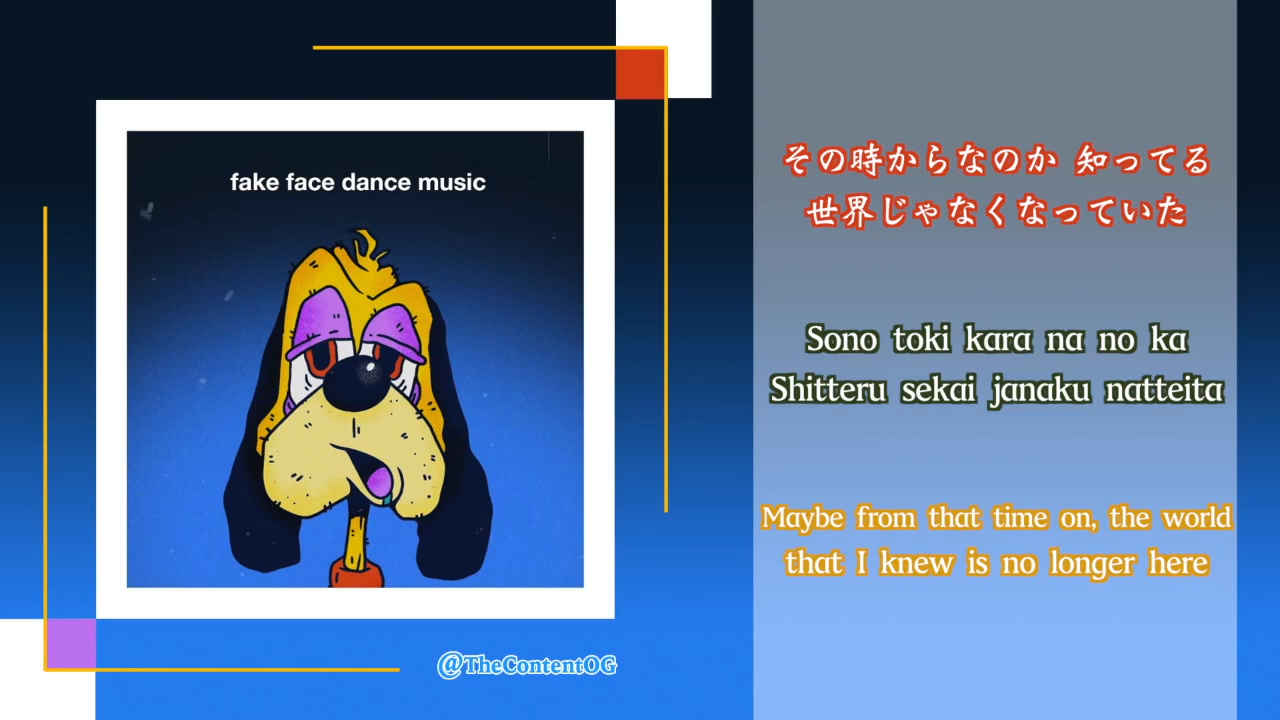 fake face dance music
@TheContentOG
その時からなのか 知ってる
世界じゃなくなっていた
Sono toki kara na no ka
Shitteru sekai janaku natteita
Maybe from that time on, the world
that I knew is no longer here